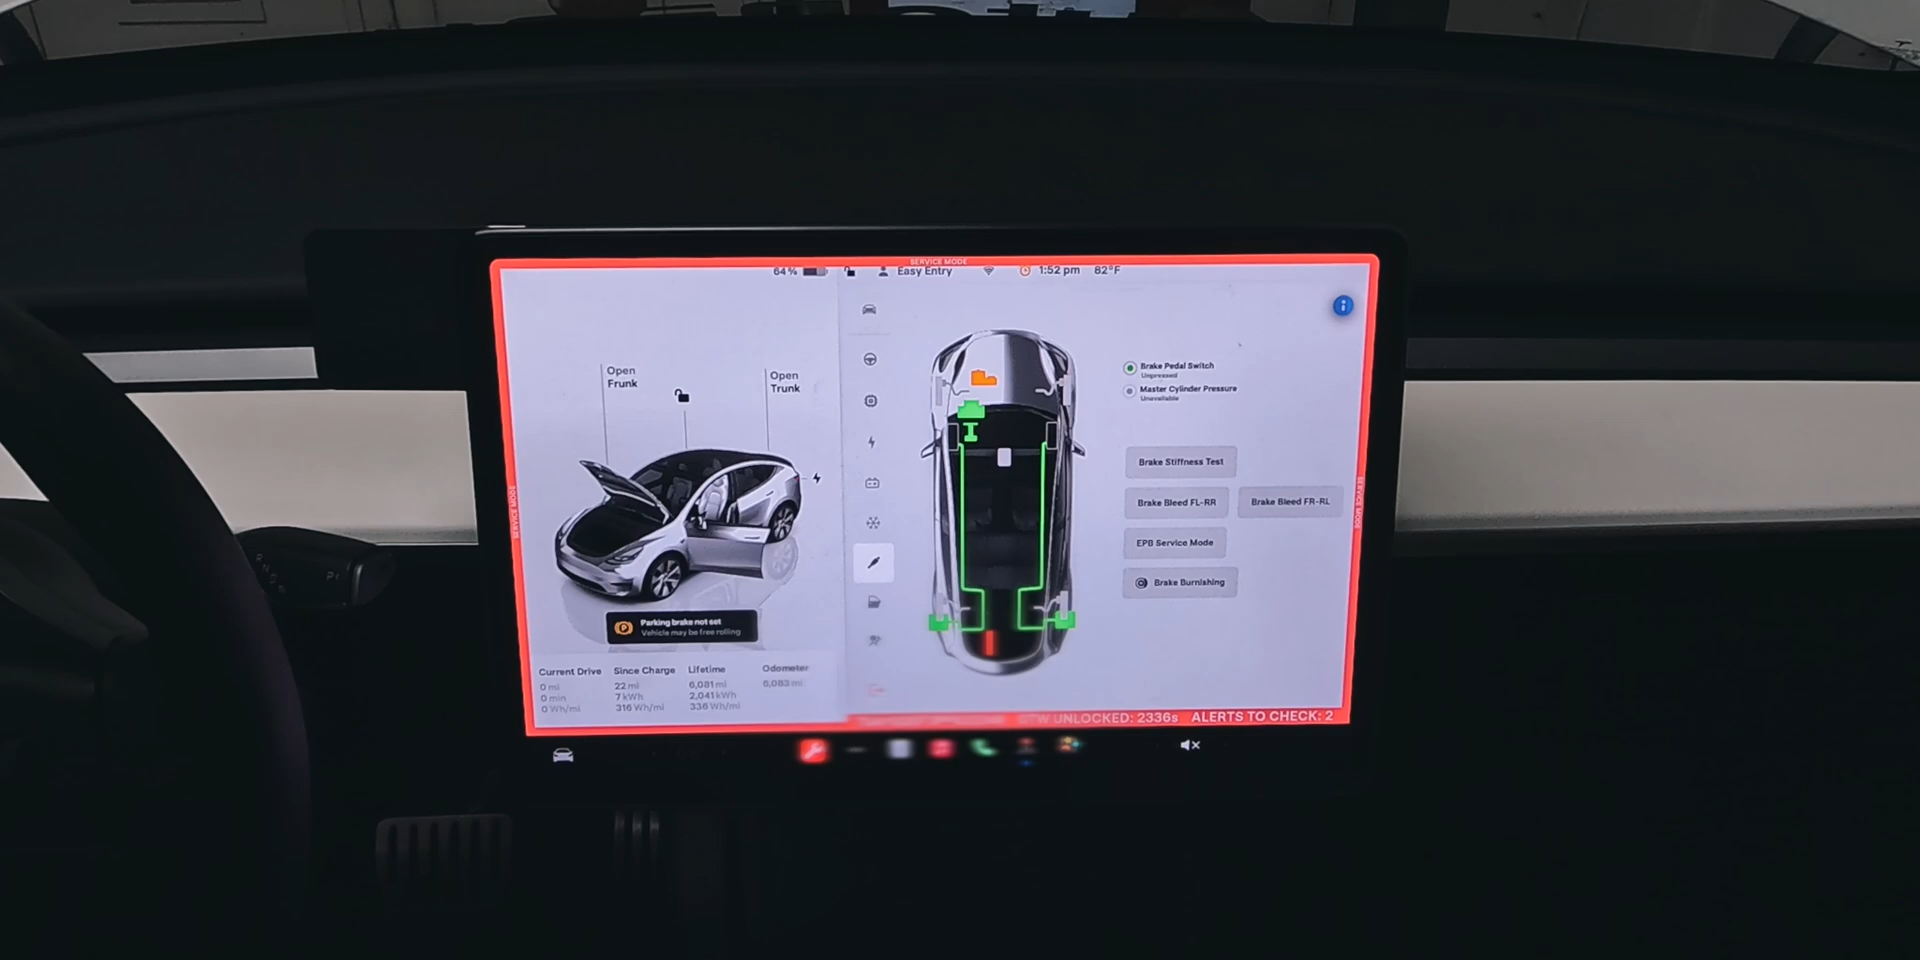 SERVICE MODE
64%
Easy Entry
1:52 pm
82°F
Open
Frunk
Open
Trunk
SERVICE MODE
SERVICE MODE
Brake Pedal Switch
Unpressed
Master Cylinder Pressure
Unavailable
Brake Stiffness Test
Brake Bleed FL-RR
Brake Bleed FR-RL
EPB Service Mode
Brake Burnishing
Parking brake not set
Vehicle may be free rolling
Current Drive
0 mi
0 min
0 Wh/mi
Since Charge
22 mi
7 kWh
316 Wh/mi
Lifetime
6,081 mi
2,041 kWh
336 Wh/mi
Odometer
6,083 mi
UNLOCKED: 2336s
ALERTS TO CHECK: 2
R
N
D
P